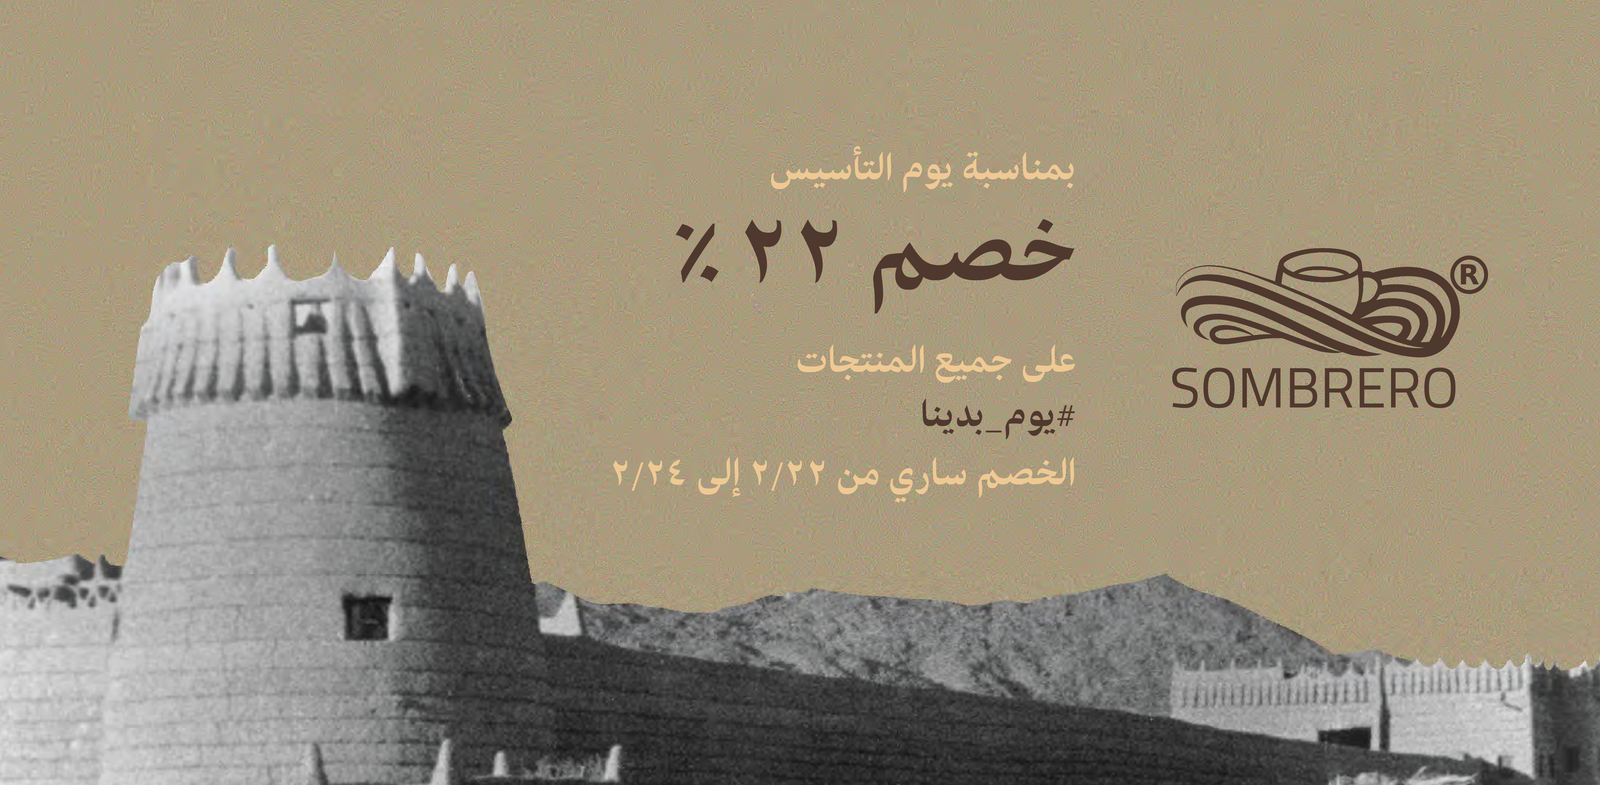 بمناسبة يوم التأسيس
خصم ٢٢ ٪
على جميع المنتجات
#يوم_بدينا
الخصم ساري من ٢/٢٢ إلى ٢/٢٤
®
SOMBRERO